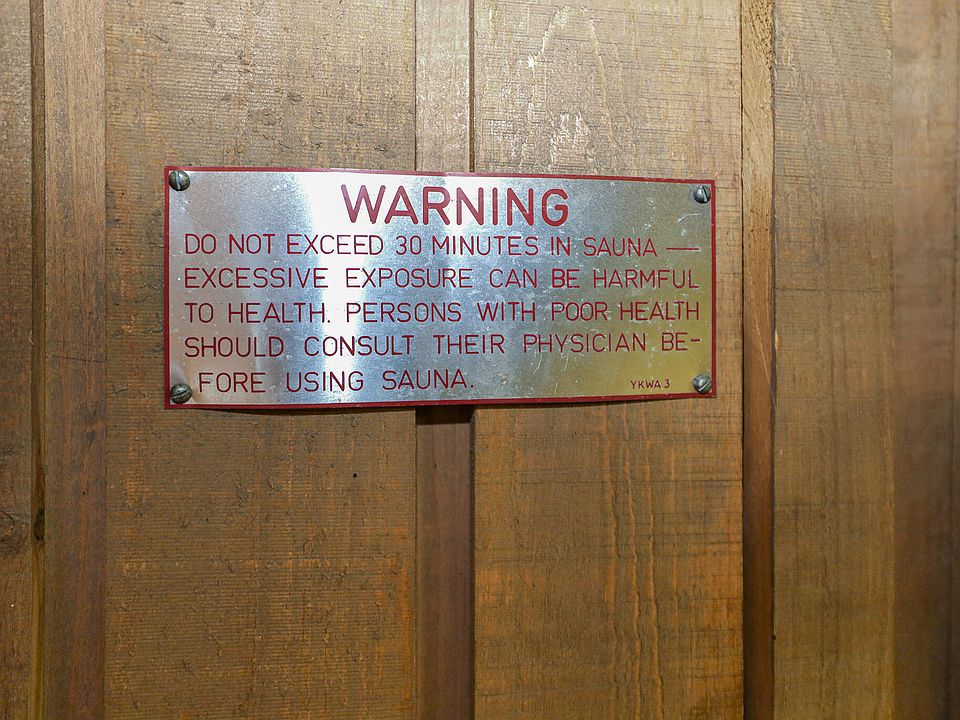 WARNING
DO NOT EXCEED 30 MINUTES IN SAUNA —
EXCESSIVE EXPOSURE CAN BE HARMFUL
TO HEALTH. PERSONS WITH POOR HEALTH
SHOULD CONSULT THEIR PHYSICIAN BE-
FORE USING SAUNA.
YKWA 3